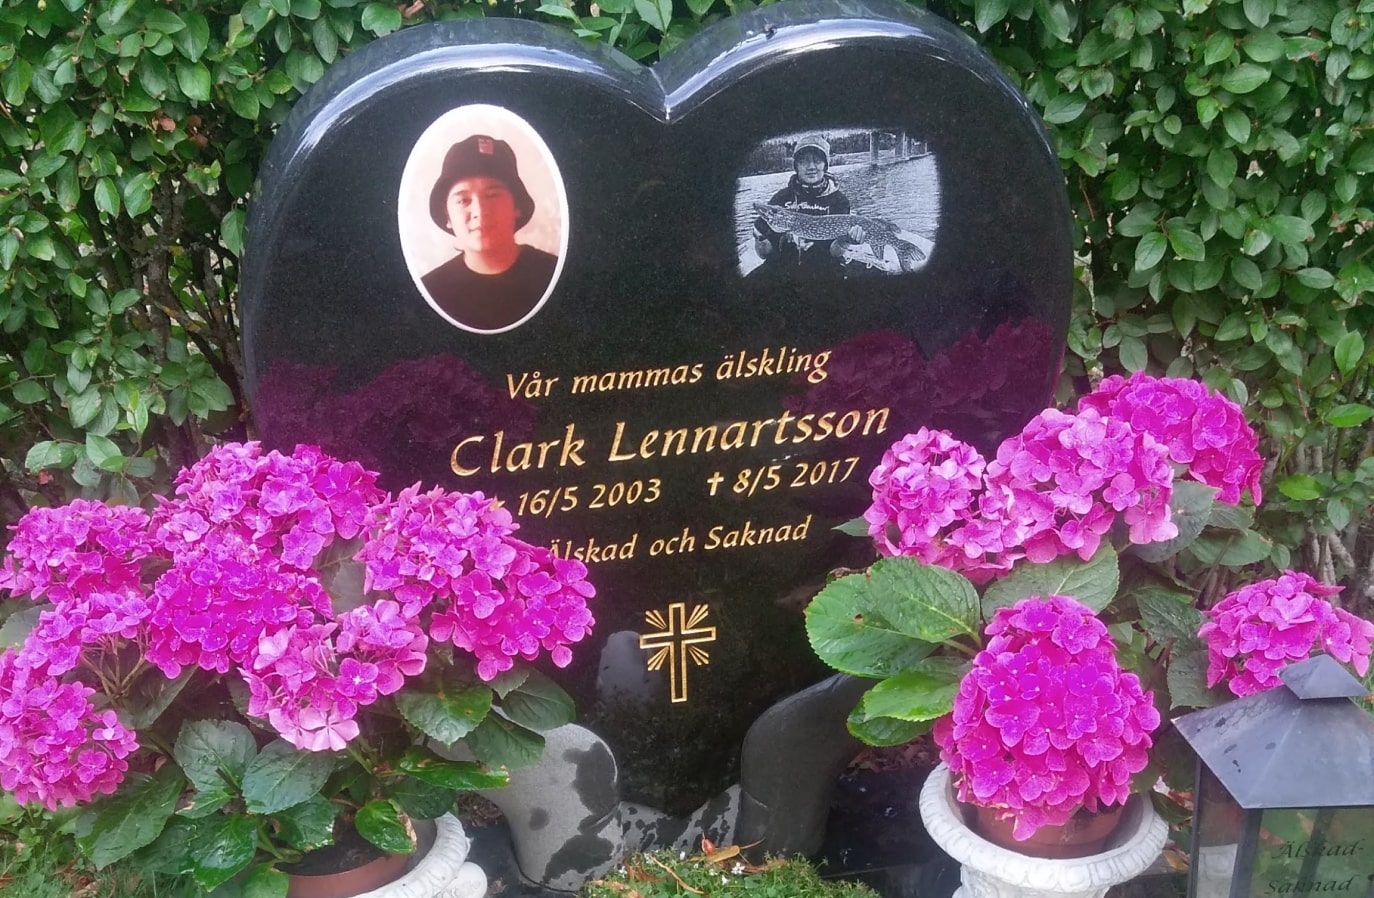 Vår mammas älskling
Clark Lennartsson
★ 16/5 2003 ✝ 8/5 2017
Älskad och Saknad
Älskad-
Saknad